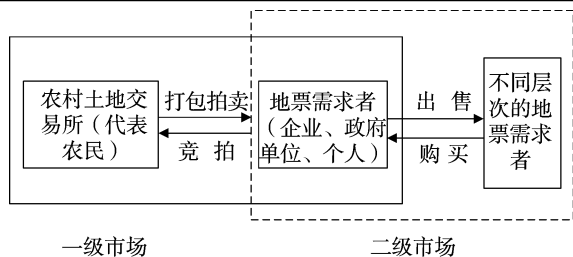 农村土地交
易所（代表
农民）
打包拍卖
竞 拍
地票需求者
（企业、政府
单位、个人）
出 售
购 买
不同层
次的地
票需求
者
一级市场
二级市场